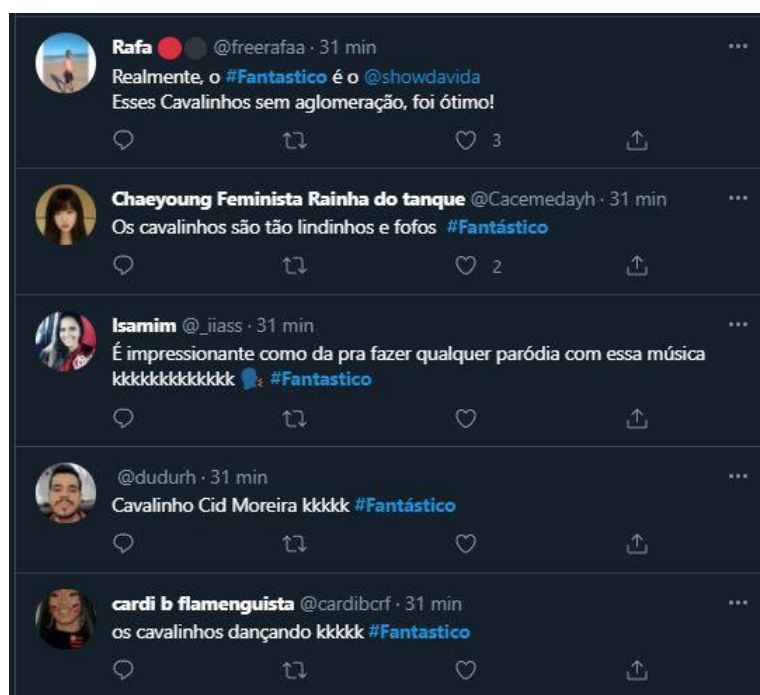 Rafa 🔴⚫ @freerafaa · 31 min
Realmente, o #Fantastico é o @showdavida
Esses Cavalinhos sem aglomeração, foi ótimo!
3
Chaeyoung Feminista Rainha do tanque @Cacemedayh · 31 min
Os cavalinhos são tão lindinhos e fofos #Fantástico
2
Isamim @_iiass · 31 min
É impressionante como da pra fazer qualquer paródia com essa música
kkkkkkkkkkkkk 🗣 #Fantastico
@dudurh · 31 min
Cavalinho Cid Moreira kkkkk #Fantástico
cardi b flamenguista @cardibcrf · 31 min
os cavalinhos dançando kkkkk #Fantastico